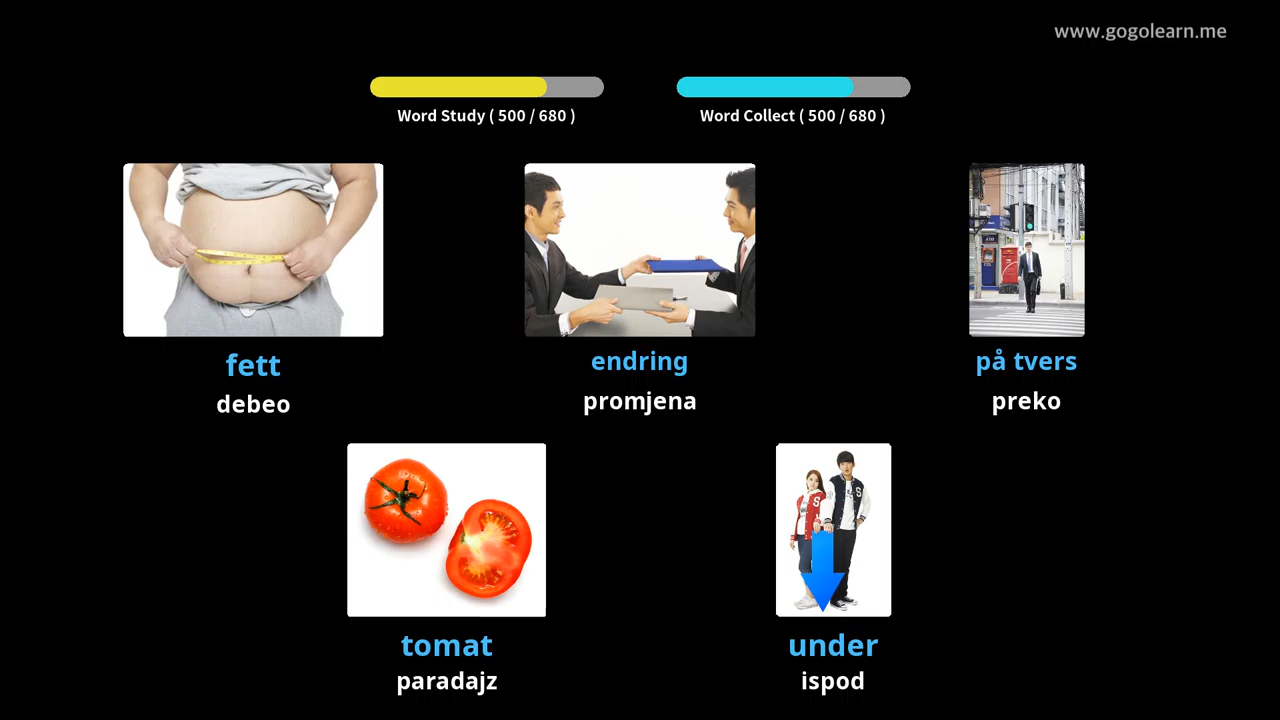 www.gogolearn.me
Word Study ( 500 / 680 )
Word Collect ( 500 / 680 )
fett
debeo
endring
promjena
på tvers
preko
tomat
paradajz
under
ispod